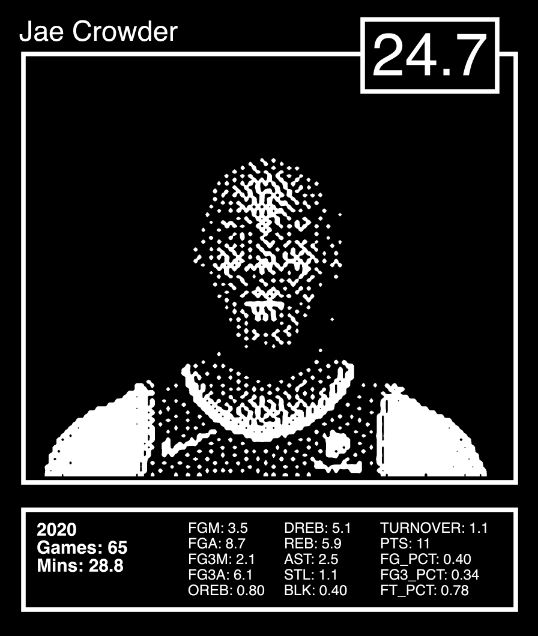 Jae Crowder
24.7
2020
Games: 65
Mins: 28.8
FGM: 3.5
FGA: 8.7
FG3M: 2.1
FG3A: 6.1
OREB: 0.80
DREB: 5.1
REB: 5.9
AST: 2.5
STL: 1.1
BLK: 0.40
TURNOVER: 1.1
PTS: 11
FG_PCT: 0.40
FG3_PCT: 0.34
FT_PCT: 0.78